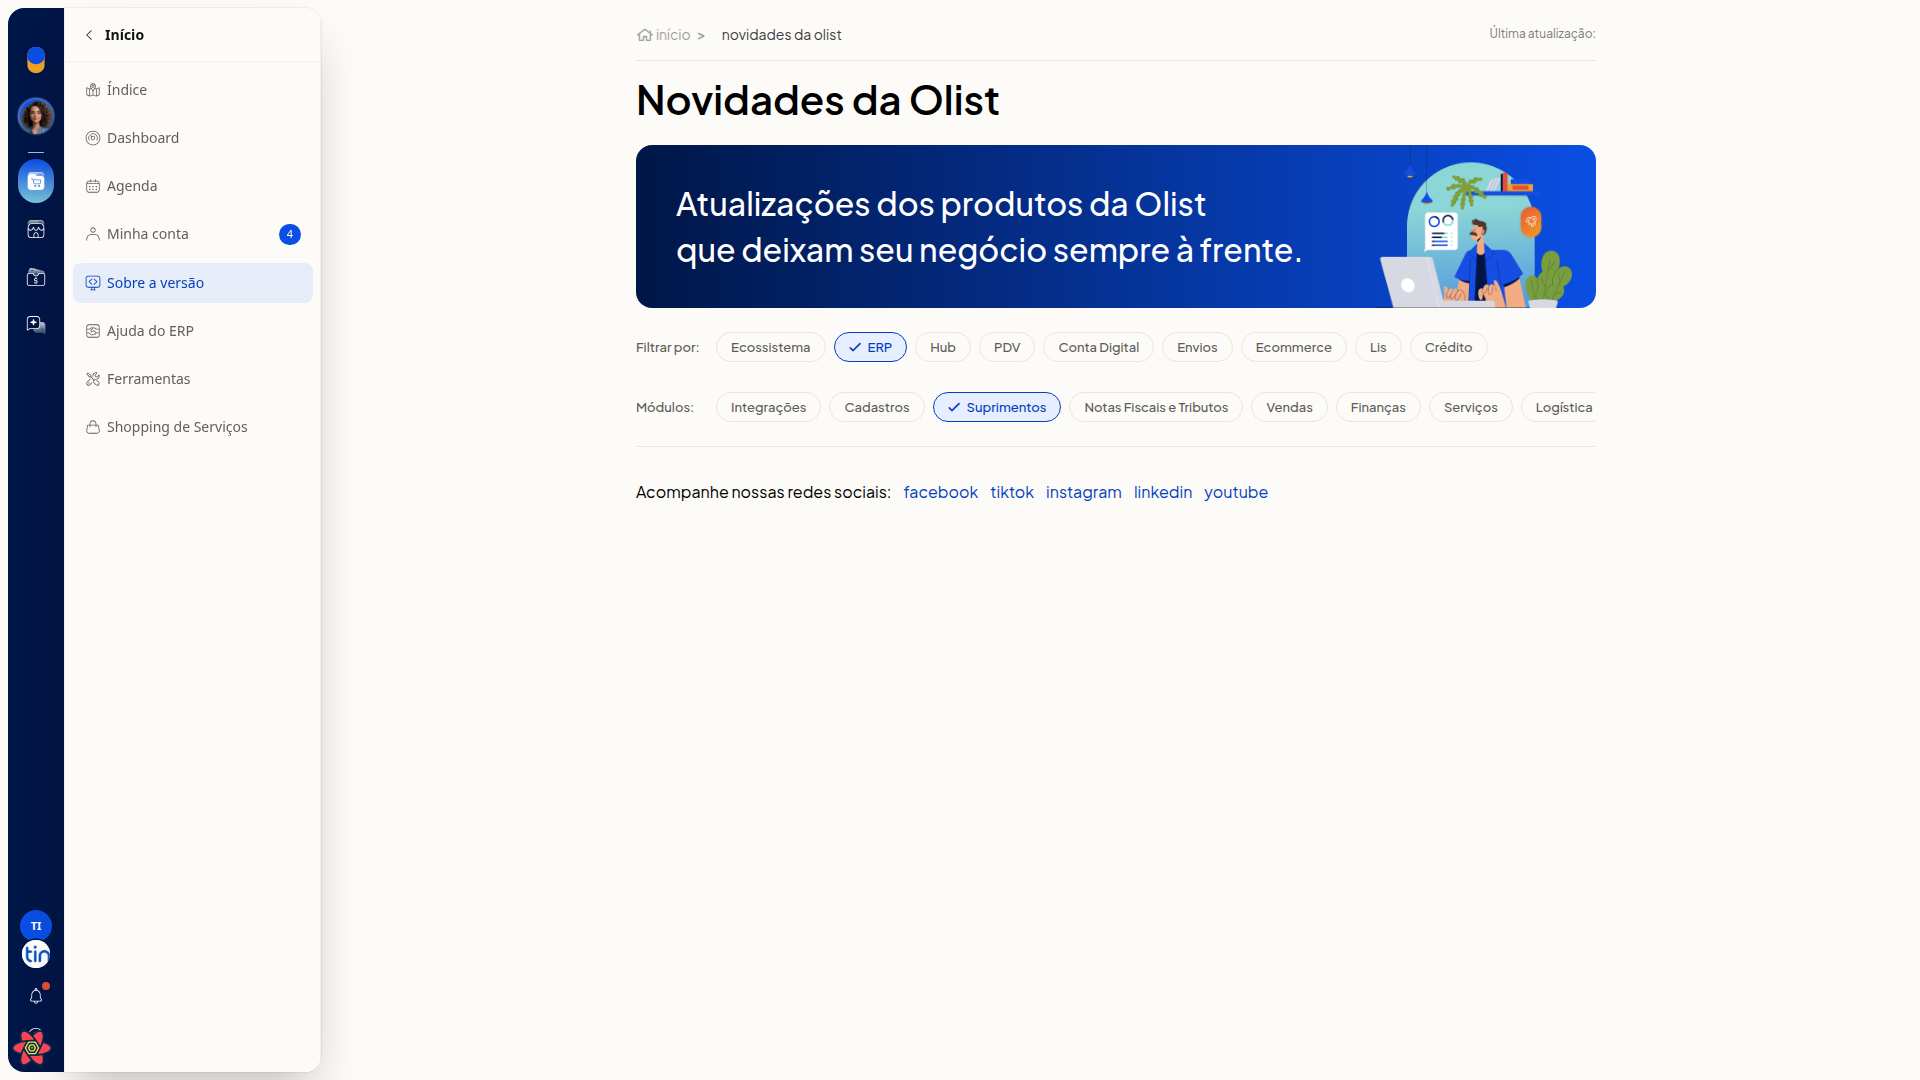 Início
Índice
Dashboard
Agenda
Minha conta
4
Sobre a versão
Ajuda do ERP
Ferramentas
Shopping de Serviços
TI
tin
início > novidades da olist
Última atualização:
Novidades da Olist
Atualizações dos produtos da Olist
que deixam seu negócio sempre à frente.
Filtrar por: Ecossistema ERP Hub PDV Conta Digital Envios Ecommerce Lis Crédito
Módulos: Integrações Cadastros Suprimentos Notas Fiscais e Tributos Vendas Finanças Serviços Logística
Acompanhe nossas redes sociais: facebook tiktok instagram linkedin youtube